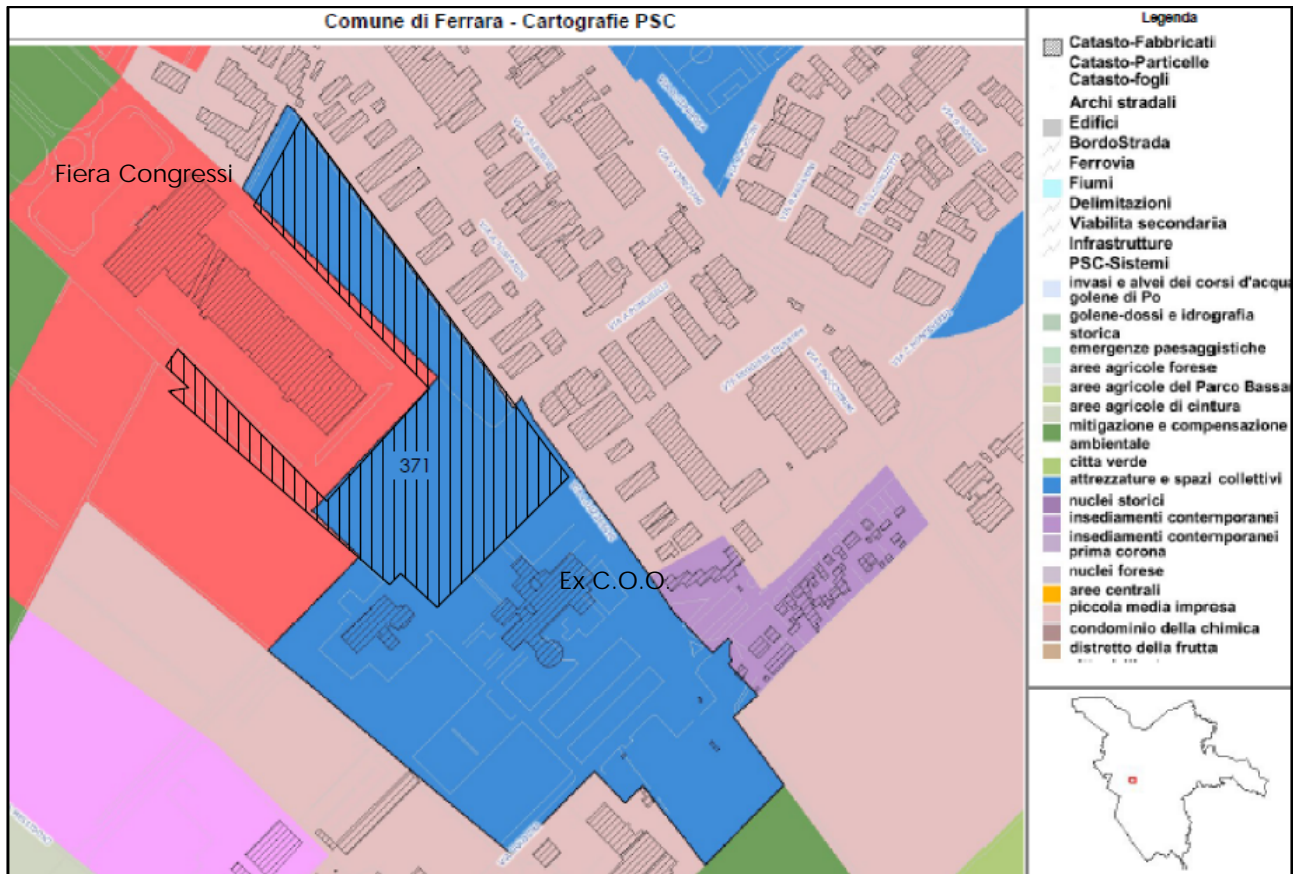 Comune di Ferrara - Cartografie PSC
Fiera Congressi
371
Ex C.O.O.
Legenda
Catasto-Fabbricati
Catasto-Particelle
Catasto-fogli
Archi stradali
Edifici
BordoStrada
Ferrovia
Fiumi
Delimitazioni
Viabilita secondaria
Infrastrutture
PSC-Sistemi
invasi e alvei dei corsi d'acqua
golene di Po
golene-dossi e idrografia
storica
emergenze paesaggistiche
aree agricole forese
aree agricole del Parco Bassa
aree agricole di cintura
mitigazione e compensazione
ambientale
citta verde
attrezzature e spazi collettivi
nuclei storici
insediamenti contemporanei
insediamenti contemporanei
prima corona
nuclei forese
aree centrali
piccola media impresa
condominio della chimica
distretto della frutta